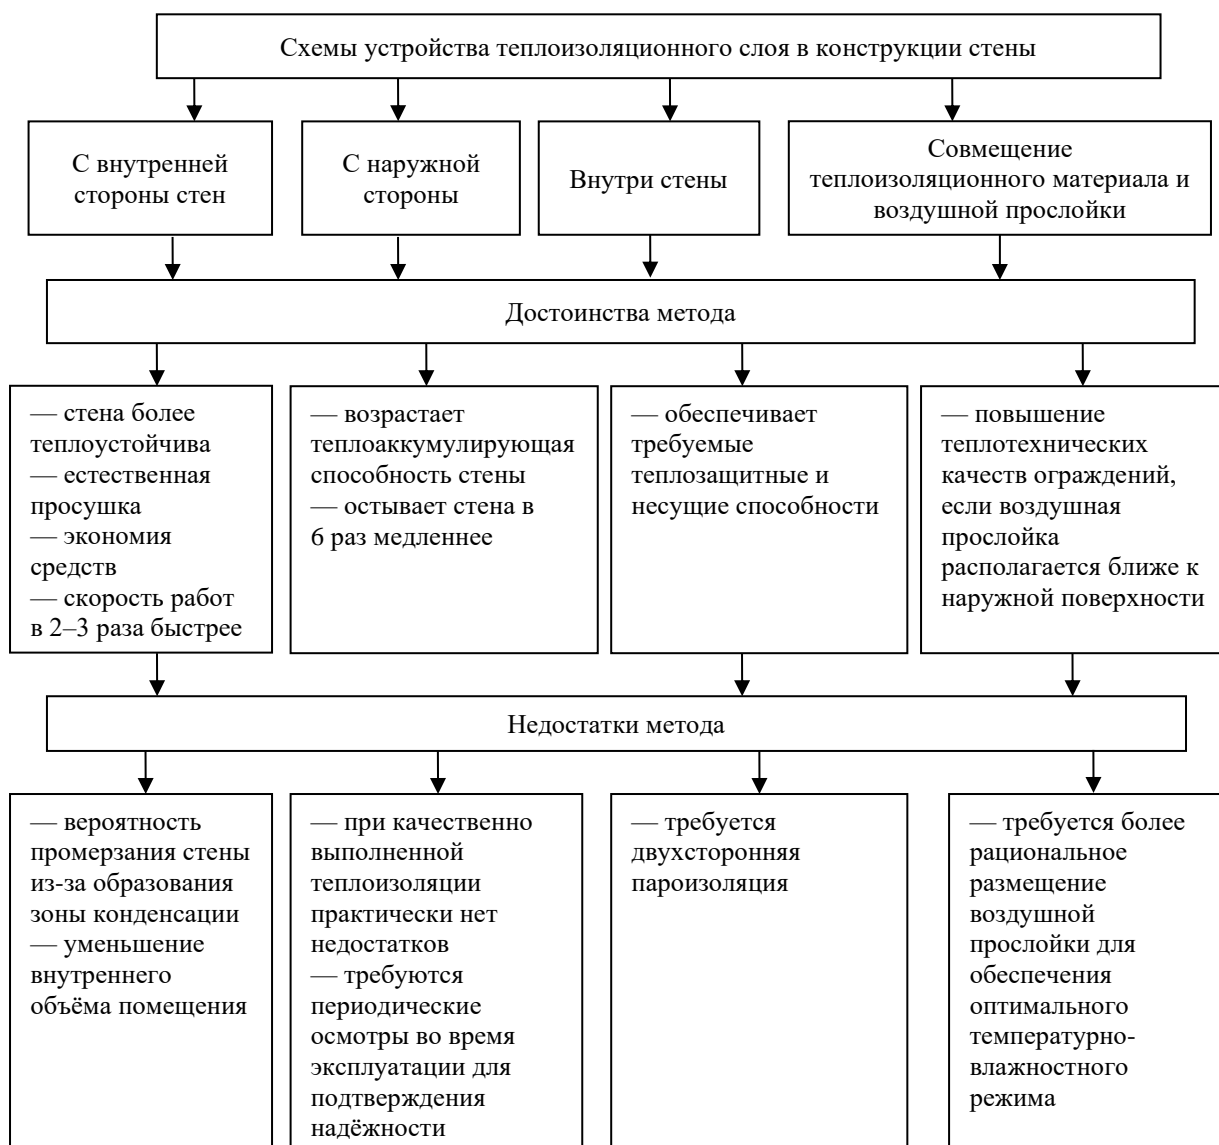 Схемы устройства теплоизоляционного слоя в конструкции стены
С внутренней
стороны стен
С наружной
стороны
Внутри стены
Совмещение
теплоизоляционного материала и
воздушной прослойки
Достоинства метода
— стена более
теплоустойчива
— естественная
просушка
— экономия
средств
— скорость работ
в 2–3 раза быстрее
— возрастает
теплоаккумулирующая
способность стены
— остывает стена в
6 раз медленнее
— обеспечивает
требуемые
теплозащитные и
несущие способности
— повышение
теплотехнических
качеств ограждений,
если воздушная
прослойка
располагается ближе к
наружной поверхности
Недостатки метода
— вероятность
промерзания стены
из-за образования
зоны конденсации
— уменьшение
внутреннего
объёма помещения
— при качественно
выполненной
теплоизоляции
практически нет
недостатков
— требуются
периодические
осмотры во время
эксплуатации для
подтверждения
надёжности
— требуется
двухсторонняя
пароизоляция
— требуется более
рациональное
размещение
воздушной
прослойки для
обеспечения
оптимального
температурно-
влажностного
режима